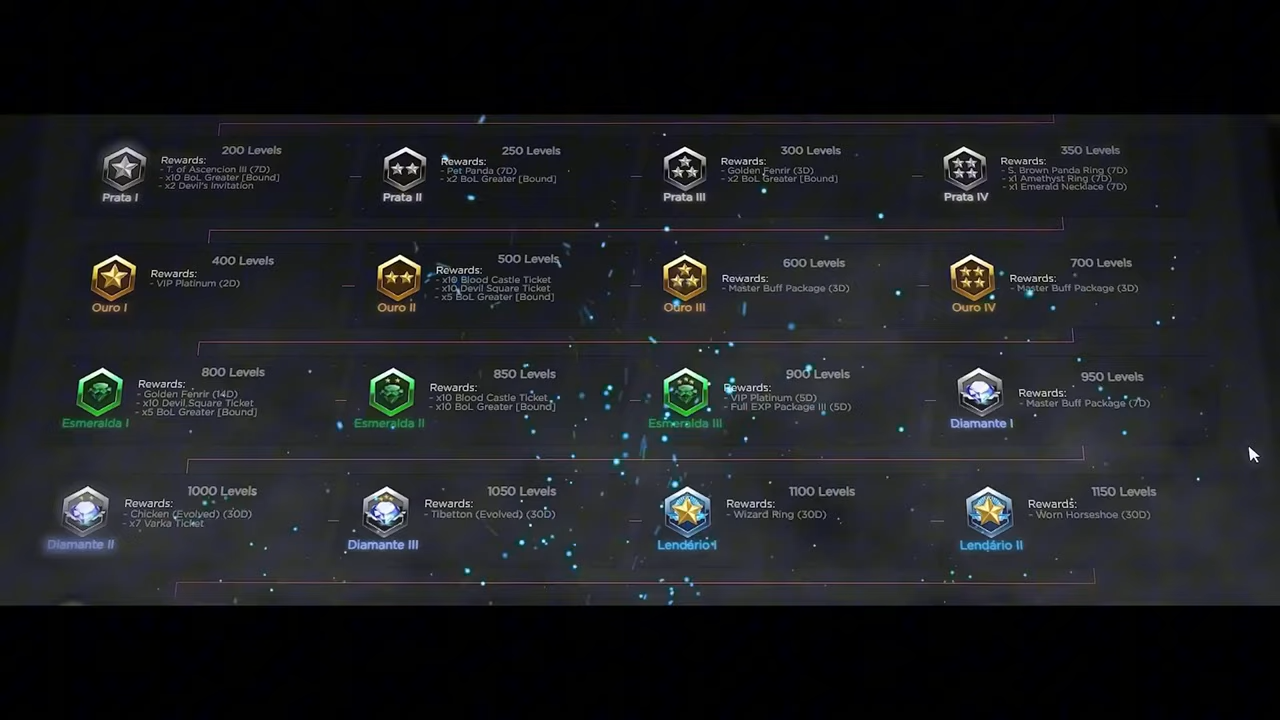 200 Levels
Rewards:
- T. of Ascencion III (7D)
- x10 BoL Greater [Bound]
- x2 Devil's Invitation
Prata I
250 Levels
Rewards:
- Pet Panda (7D)
- x2 BoL Greater [Bound]
Prata II
300 Levels
Rewards:
- Golden Fenrir (3D)
- x2 BoL Greater [Bound]
Prata III
350 Levels
Rewards:
- S. Brown Panda Ring (7D)
- x1 Amethyst Ring (7D)
- x1 Emerald Necklace (7D)
Prata IV
400 Levels
Rewards:
- VIP Platinum (2D)
Ouro I
500 Levels
Rewards:
- x10 Blood Castle Ticket
- x10 Devil Square Ticket
- x5 BoL Greater [Bound]
Ouro II
600 Levels
Rewards:
- Master Buff Package (3D)
Ouro III
700 Levels
Rewards:
- Master Buff Package (3D)
Ouro IV
800 Levels
Rewards:
- Golden Fenrir (14D)
- x10 Devil Square Ticket
- x5 BoL Greater [Bound]
Esmeralda I
850 Levels
Rewards:
- x10 Blood Castle Ticket
- x10 BoL Greater [Bound]
Esmeralda II
900 Levels
Rewards:
- VIP Platinum (5D)
- Full EXP Package III (5D)
Esmeralda III
950 Levels
Rewards:
- Master Buff Package (7D)
Diamante I
1000 Levels
Rewards:
- Chicken (Evolved) (30D)
- x7 Varka Ticket
Diamante II
1050 Levels
Rewards:
- Tibetton (Evolved) (30D)
Diamante III
1100 Levels
Rewards:
- Wizard Ring (30D)
Lendário I
1150 Levels
Rewards:
- Worn Horseshoe (30D)
Lendário II